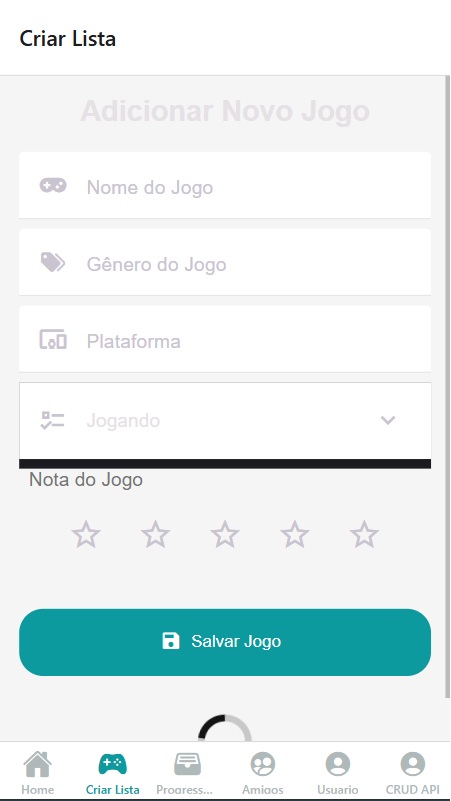 Criar Lista
Adicionar Novo Jogo
Nome do Jogo
Gênero do Jogo
Plataforma
Jogando
Nota do Jogo
Salvar Jogo
Home
Criar Lista
Progress...
Amigos
Usuario
CRUD API